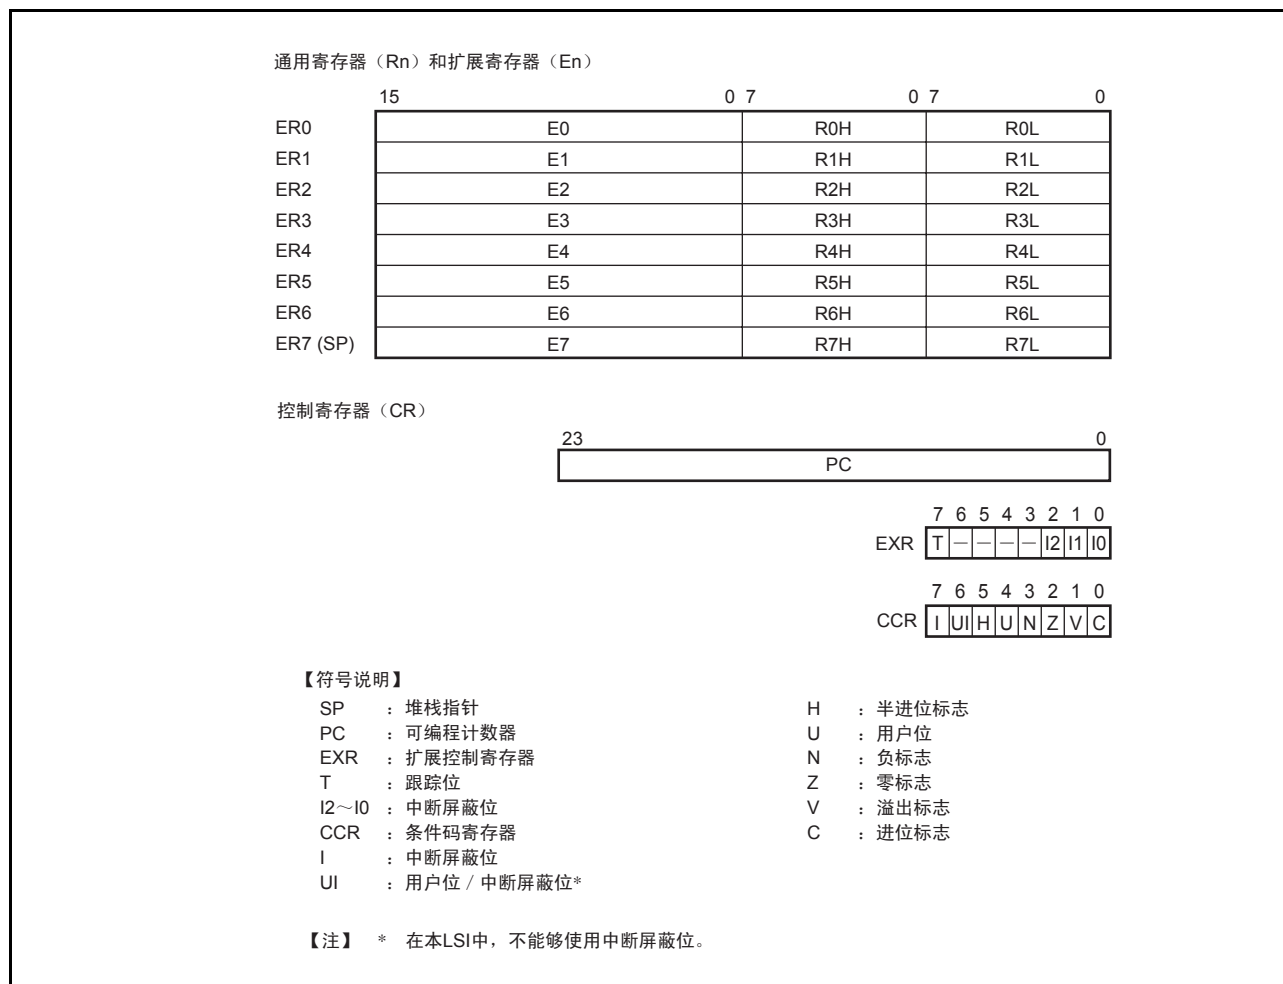 通用寄存器（Rn）和扩展寄存器（En）
15 0 7 0 7 0
ER0 E0 R0H R0L
ER1 E1 R1H R1L
ER2 E2 R2H R2L
ER3 E3 R3H R3L
ER4 E4 R4H R4L
ER5 E5 R5H R5L
ER6 E6 R6H R6L
ER7 (SP) E7 R7H R7L
控制寄存器（CR）
23 0
PC
7 6 5 4 3 2 1 0
EXR T － － － － I2 I1 I0
7 6 5 4 3 2 1 0
CCR I UI H U N Z V C
【符号说明】
SP ：堆栈指针
PC ：可编程计数器
EXR ：扩展控制寄存器
T ：跟踪位
I2～I0 ：中断屏蔽位
CCR ：条件码寄存器
I ：中断屏蔽位
UI ：用户位 / 中断屏蔽位*
H ：半进位标志
U ：用户位
N ：负标志
Z ：零标志
V ：溢出标志
C ：进位标志
【注】 * 在本LSI中，不能够使用中断屏蔽位。